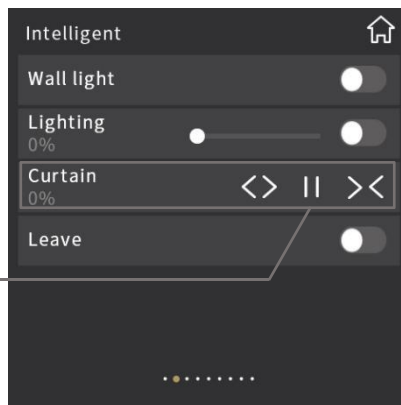 Intelligent
Wall light
Lighting
0%
Curtain
0%
Leave